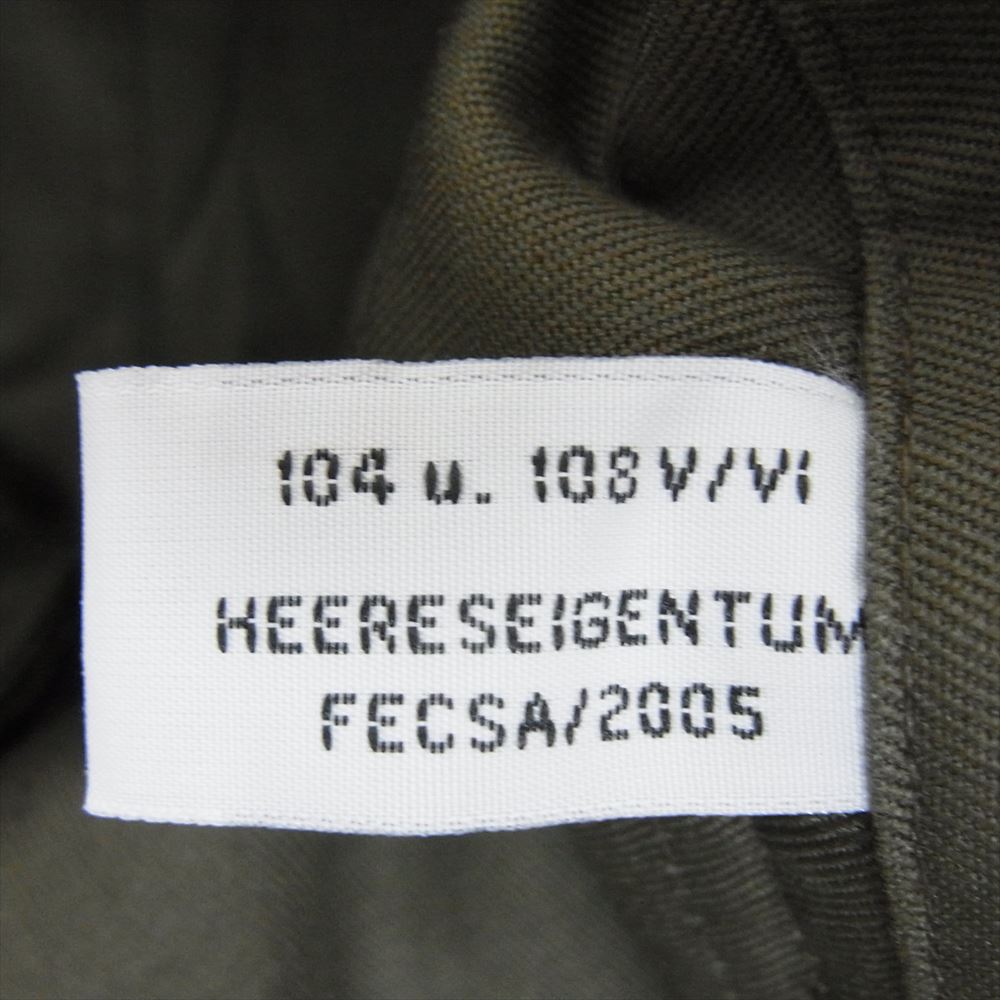 104 u. 108 V/VI
HEERESEIGENTUM
FECSA/2005